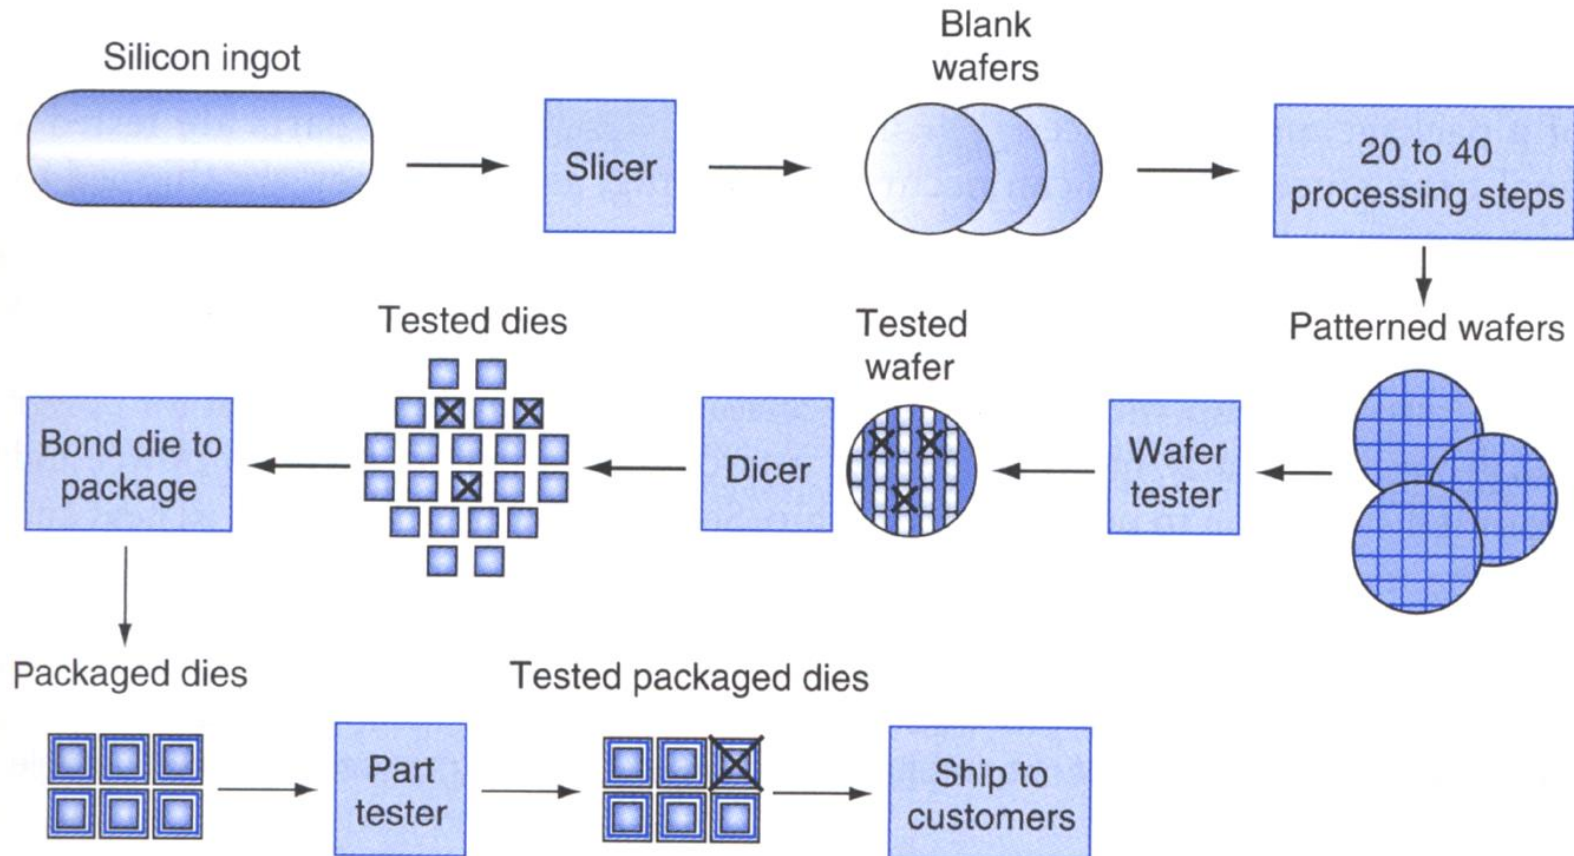 Silicon ingot
Slicer
Blank
wafers
20 to 40
processing steps
Patterned wafers
Wafer
tester
Tested
wafer
Dicer
Tested dies
Bond die to
package
Packaged dies
Part
tester
Tested packaged dies
Ship to
customers